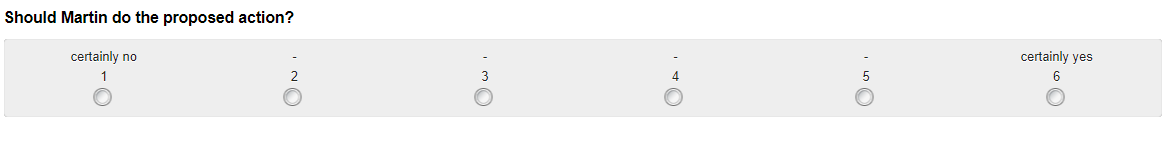 Should Martin do the proposed action?
certainly no - - - - certainly yes
1 2 3 4 5 6